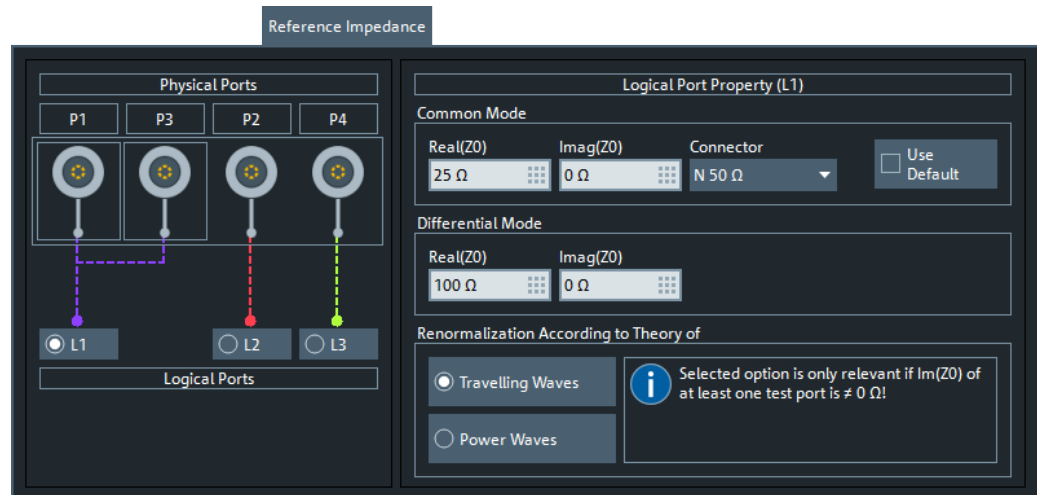 Reference Impedance
Physical Ports
P1 P3 P2 P4
L1 L2 L3
Logical Ports
Logical Port Property (L1)
Common Mode
Real(Z0) Imag(Z0) Connector
25 Ω 0 Ω N 50 Ω
Use
Default
Differential Mode
Real(Z0) Imag(Z0)
100 Ω 0 Ω
Renormalization According to Theory of
Travelling Waves
Power Waves
Selected option is only relevant if Im(Z0) of
at least one test port is ≠ 0 Ω!